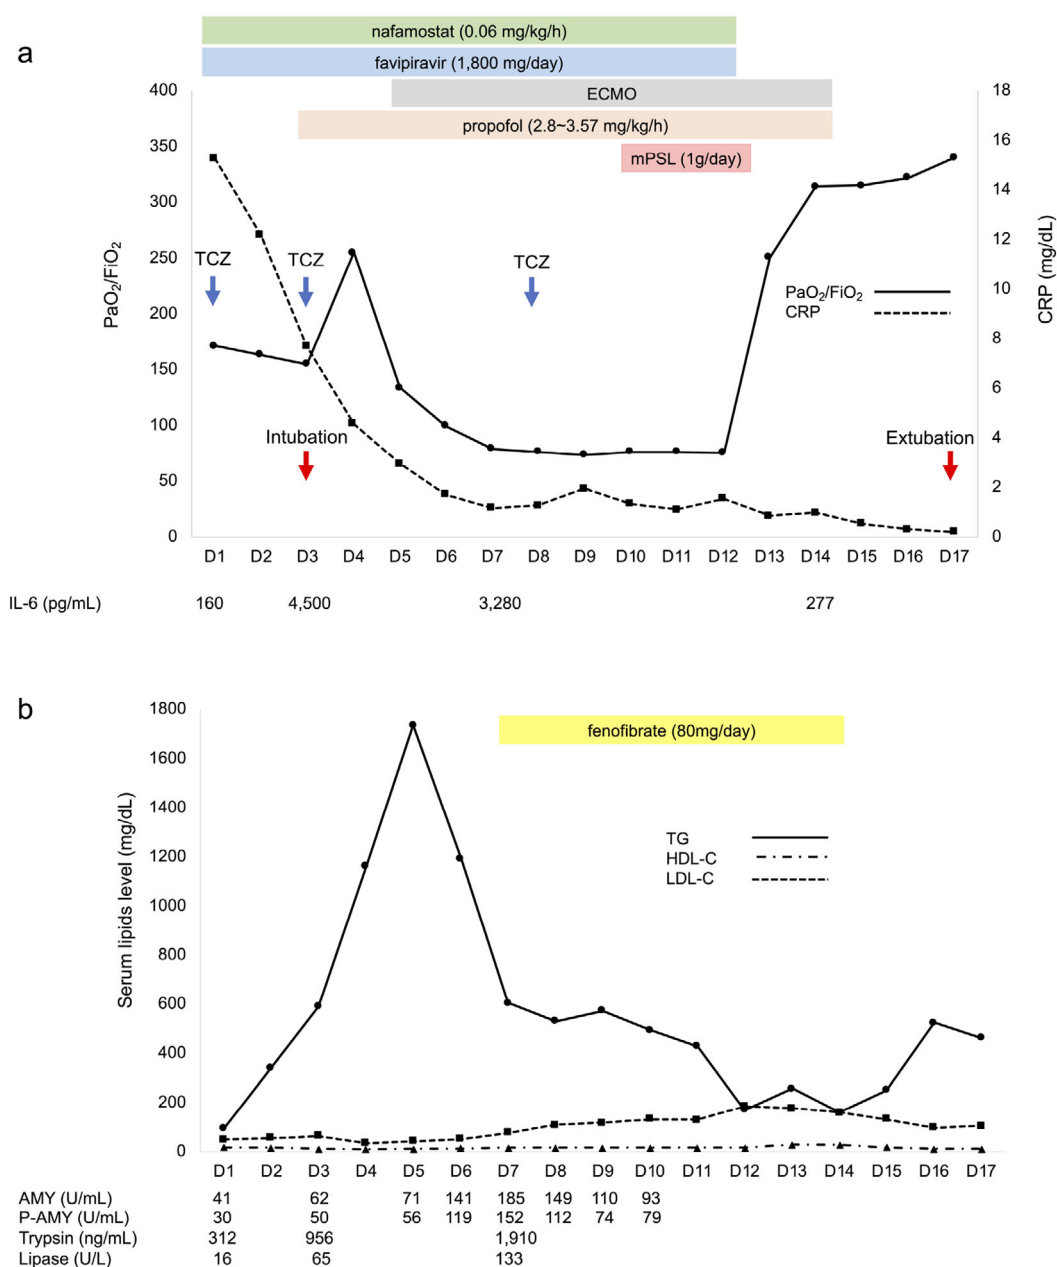 a
nafamostat (0.06 mg/kg/h)
favipiravir (1,800 mg/day)
ECMO
propofol (2.8~3.57 mg/kg/h)
mPSL (1g/day)
400
350
300
250
200
150
100
50
0
PaO2/FiO2
18
16
14
12
10
8
6
4
2
0
CRP (mg/dL)
TCZ
TCZ
TCZ
PaO2/FiO2
CRP
Intubation
Extubation
D1 D2 D3 D4 D5 D6 D7 D8 D9 D10 D11 D12 D13 D14 D15 D16 D17
IL-6 (pg/mL) 160 4,500 3,280 277
b
1800
1600
1400
1200
1000
800
600
400
200
0
Serum lipids level (mg/dL)
fenofibrate (80mg/day)
TG
HDL-C
LDL-C
D1 D2 D3 D4 D5 D6 D7 D8 D9 D10 D11 D12 D13 D14 D15 D16 D17
AMY (U/mL) 41 62 71 141 185 149 110 93
P-AMY (U/mL) 30 50 56 119 152 112 74 79
Trypsin (ng/mL) 312 956 1,910
Lipase (U/L) 16 65 133